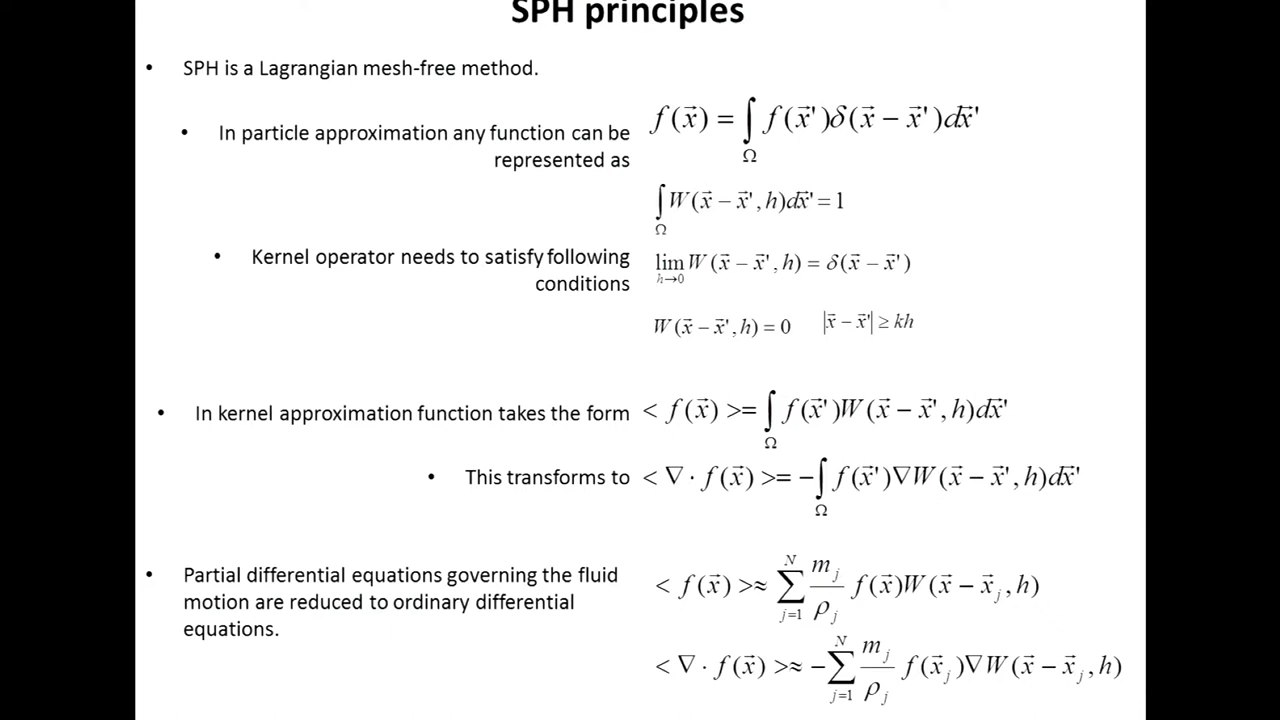 SPH principles
• SPH is a Lagrangian mesh-free method.
• In particle approximation any function can be
represented as
f(x⃗) = ∫_Ω f(x⃗')δ(x⃗ − x⃗')dx⃗'
∫_Ω W(x⃗ − x⃗', h)dx⃗' = 1
• Kernel operator needs to satisfy following
conditions
lim_{h→0} W(x⃗ − x⃗', h) = δ(x⃗ − x⃗')
W(x⃗ − x⃗', h) = 0 |x⃗ − x⃗'| ≥ kh
• In kernel approximation function takes the form
< f(x⃗) >= ∫_Ω f(x⃗')W(x⃗ − x⃗', h)dx⃗'
• This transforms to
< ∇ · f(x⃗) >= −∫_Ω f(x⃗')∇W(x⃗ − x⃗', h)dx⃗'
• Partial differential equations governing the fluid
motion are reduced to ordinary differential
equations.
< f(x⃗) >≈ ∑_{j=1}^{N} m_j/ρ_j f(x⃗)W(x⃗ − x⃗_j, h)
< ∇ · f(x⃗) >≈ −∑_{j=1}^{N} m_j/ρ_j f(x⃗_j)∇W(x⃗ − x⃗_j, h)